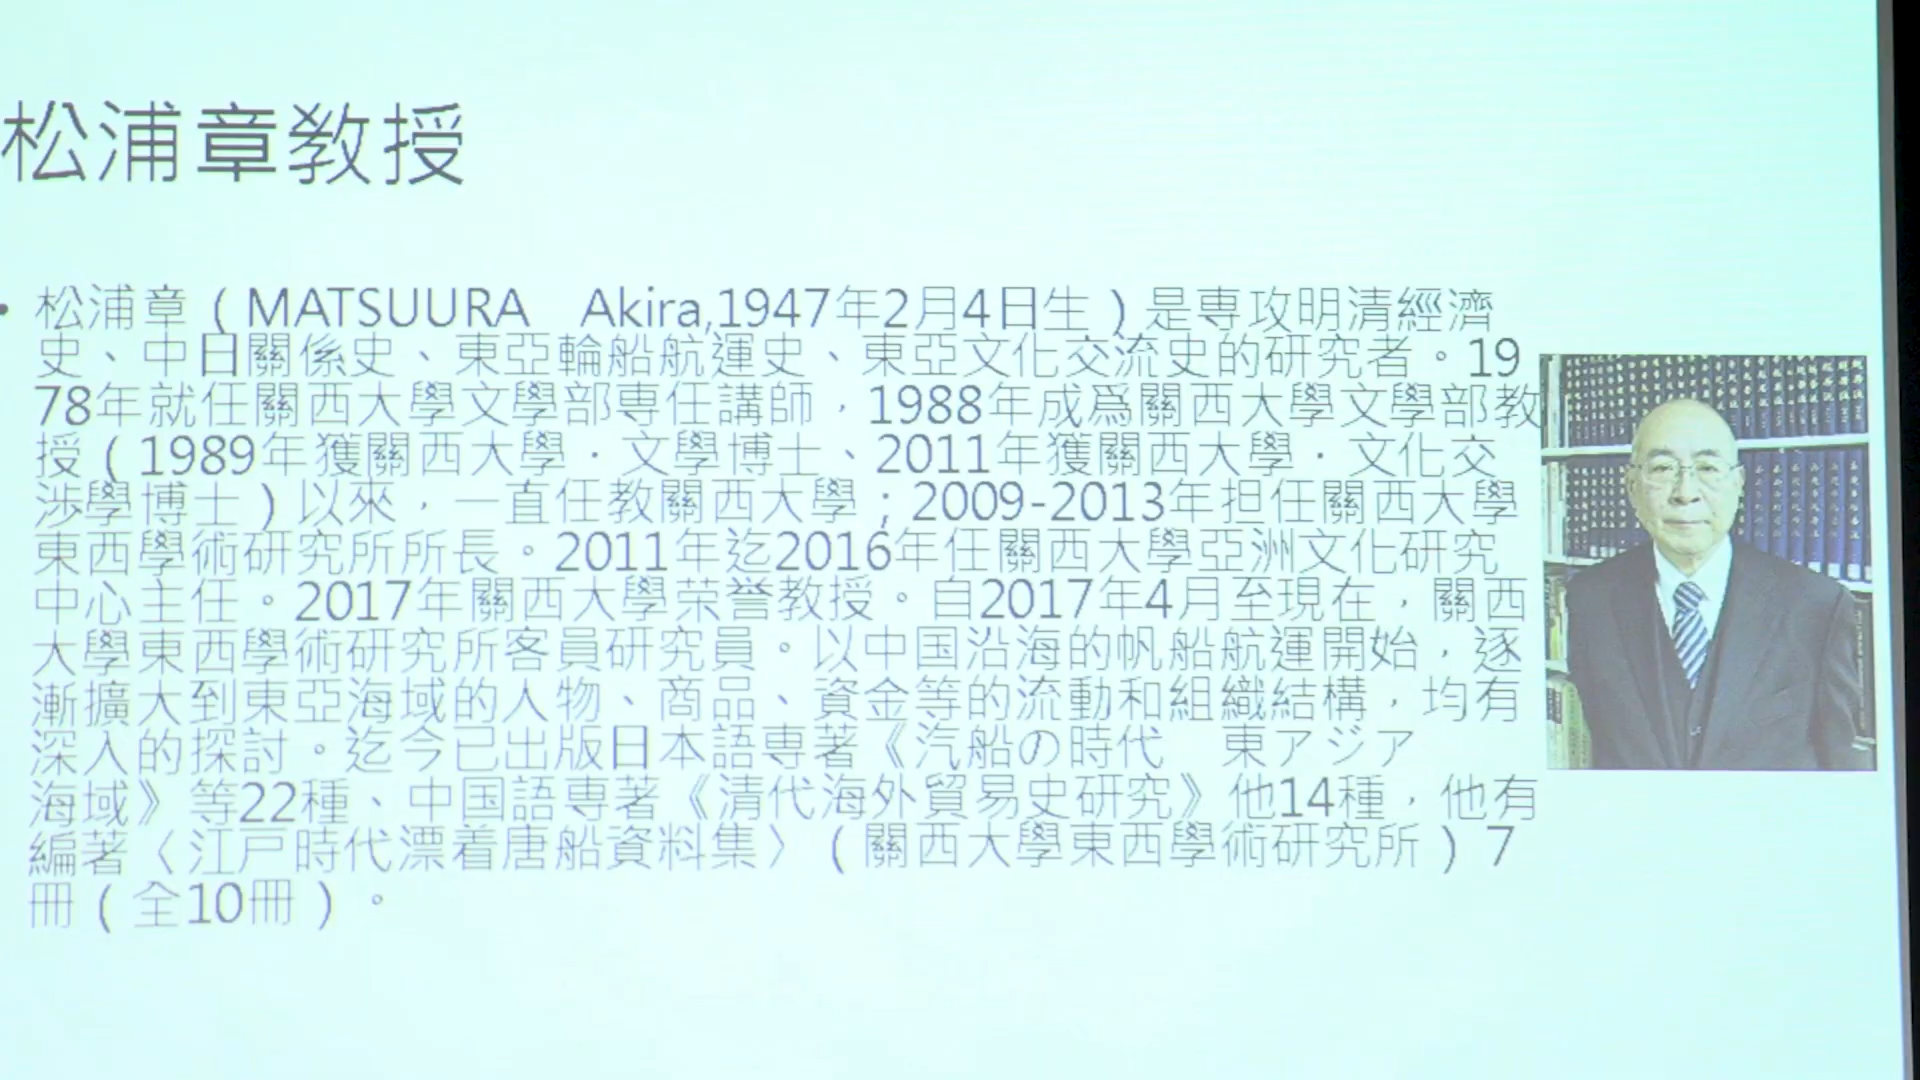 松浦章教授
• 松浦章（MATSUURA　Akira,1947年2月4日生）是専攻明清經濟
史、中日關係史、東亞輪船航運史、東亞文化交流史的研究者。19
78年就任關西大學文學部専任講師，1988年成爲關西大學文學部教
授（1989年獲關西大學・文學博士、2011年獲關西大學・文化交
渉學博士）以來，一直任教關西大學；2009-2013年担任關西大學
東西學術研究所所長。2011年迄2016年任關西大學亞洲文化研究
中心主任。2017年關西大學荣誉教授。自2017年4月至現在，關西
大學東西學術研究所客員研究員。以中国沿海的帆船航運開始，逐
漸擴大到東亞海域的人物、商品、資金等的流動和組織結構，均有
深入的探討。迄今已出版日本語専著《汽船の時代　東アジア
海域》等22種、中国語専著《清代海外貿易史研究》他14種，他有
編著〈江戸時代漂着唐船資料集〉（關西大學東西學術研究所）7
冊（全10冊）。